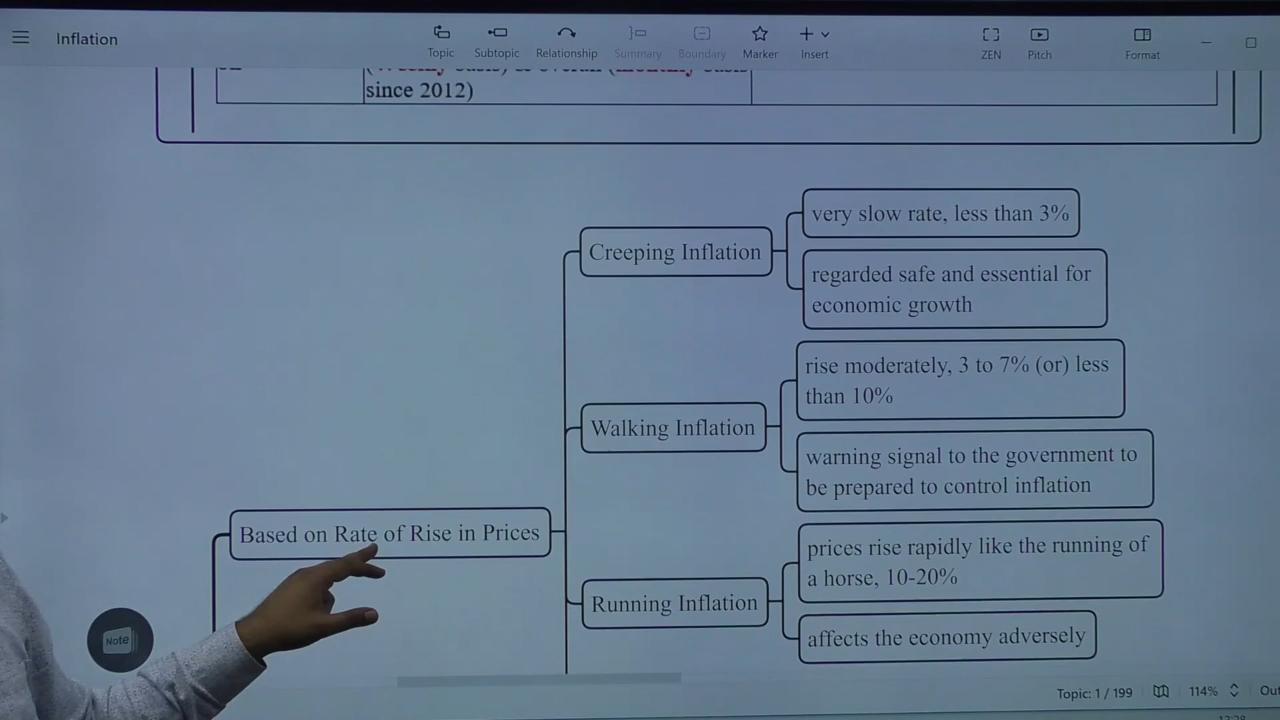 Inflation
Topic
Subtopic
Relationship
Summary
Boundary
Marker
Insert
ZEN
Pitch
Format
since 2012)
very slow rate, less than 3%
Creeping Inflation
regarded safe and essential for
economic growth
rise moderately, 3 to 7% (or) less
than 10%
Walking Inflation
warning signal to the government to
be prepared to control inflation
Based on Rate of Rise in Prices
prices rise rapidly like the running of
a horse, 10-20%
Running Inflation
affects the economy adversely
Note
Topic: 1 / 199
114%
Out